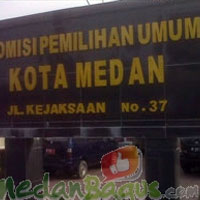 OMISI PEMILIHAN UMUM
KOTA MEDAN
JL. KEJAKSAAN No. 37
MedanBagus.com